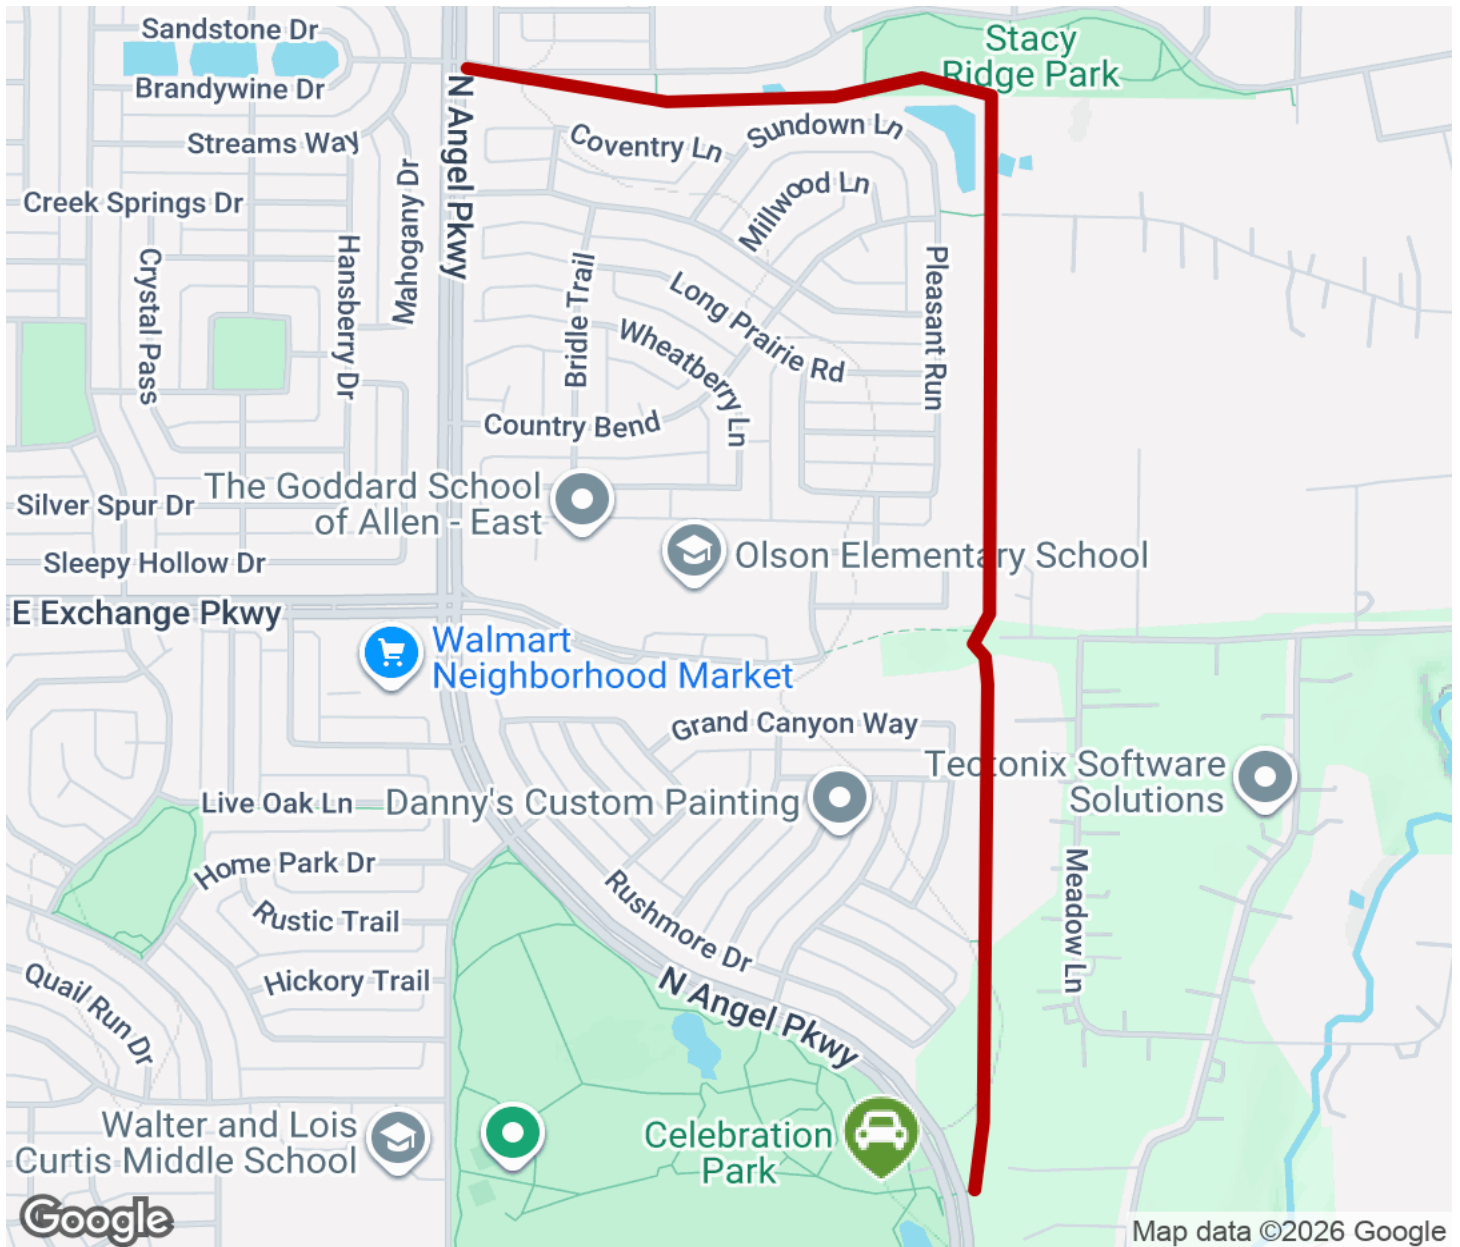 Sandstone Dr
Stacy
Ridge Park
Brandywine Dr
N Angel Pkwy
Sundown Ln
Coventry Ln
Streams Way
Millwood Ln
Mahogany Dr
Creek Springs Dr
Hansberry Dr
Crystal Pass
Bridle Trail
Long Prairie Rd
Pleasant Run
Wheatberry Ln
Country Bend
The Goddard School
of Allen - East
Silver Spur Dr
Olson Elementary School
Sleepy Hollow Dr
E Exchange Pkwy
Walmart
Neighborhood Market
Grand Canyon Way
Tectonix Software
Solutions
Live Oak Ln
Danny's Custom Painting
Home Park Dr
Rushmore Dr
Meadow Ln
Rustic Trail
Hickory Trail
Quail Run Dr
N Angel Pkwy
Walter and Lois
Curtis Middle School
Celebration
Park
Google
Map data ©2026 Google